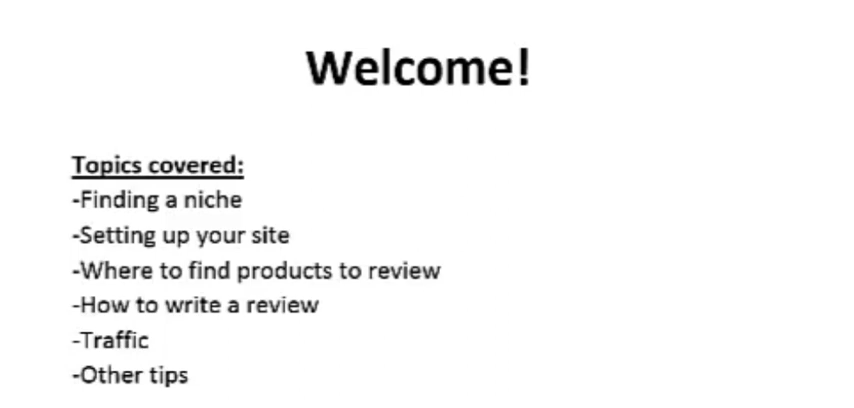 Welcome!
Topics covered:
-Finding a niche
-Setting up your site
-Where to find products to review
-How to write a review
-Traffic
-Other tips